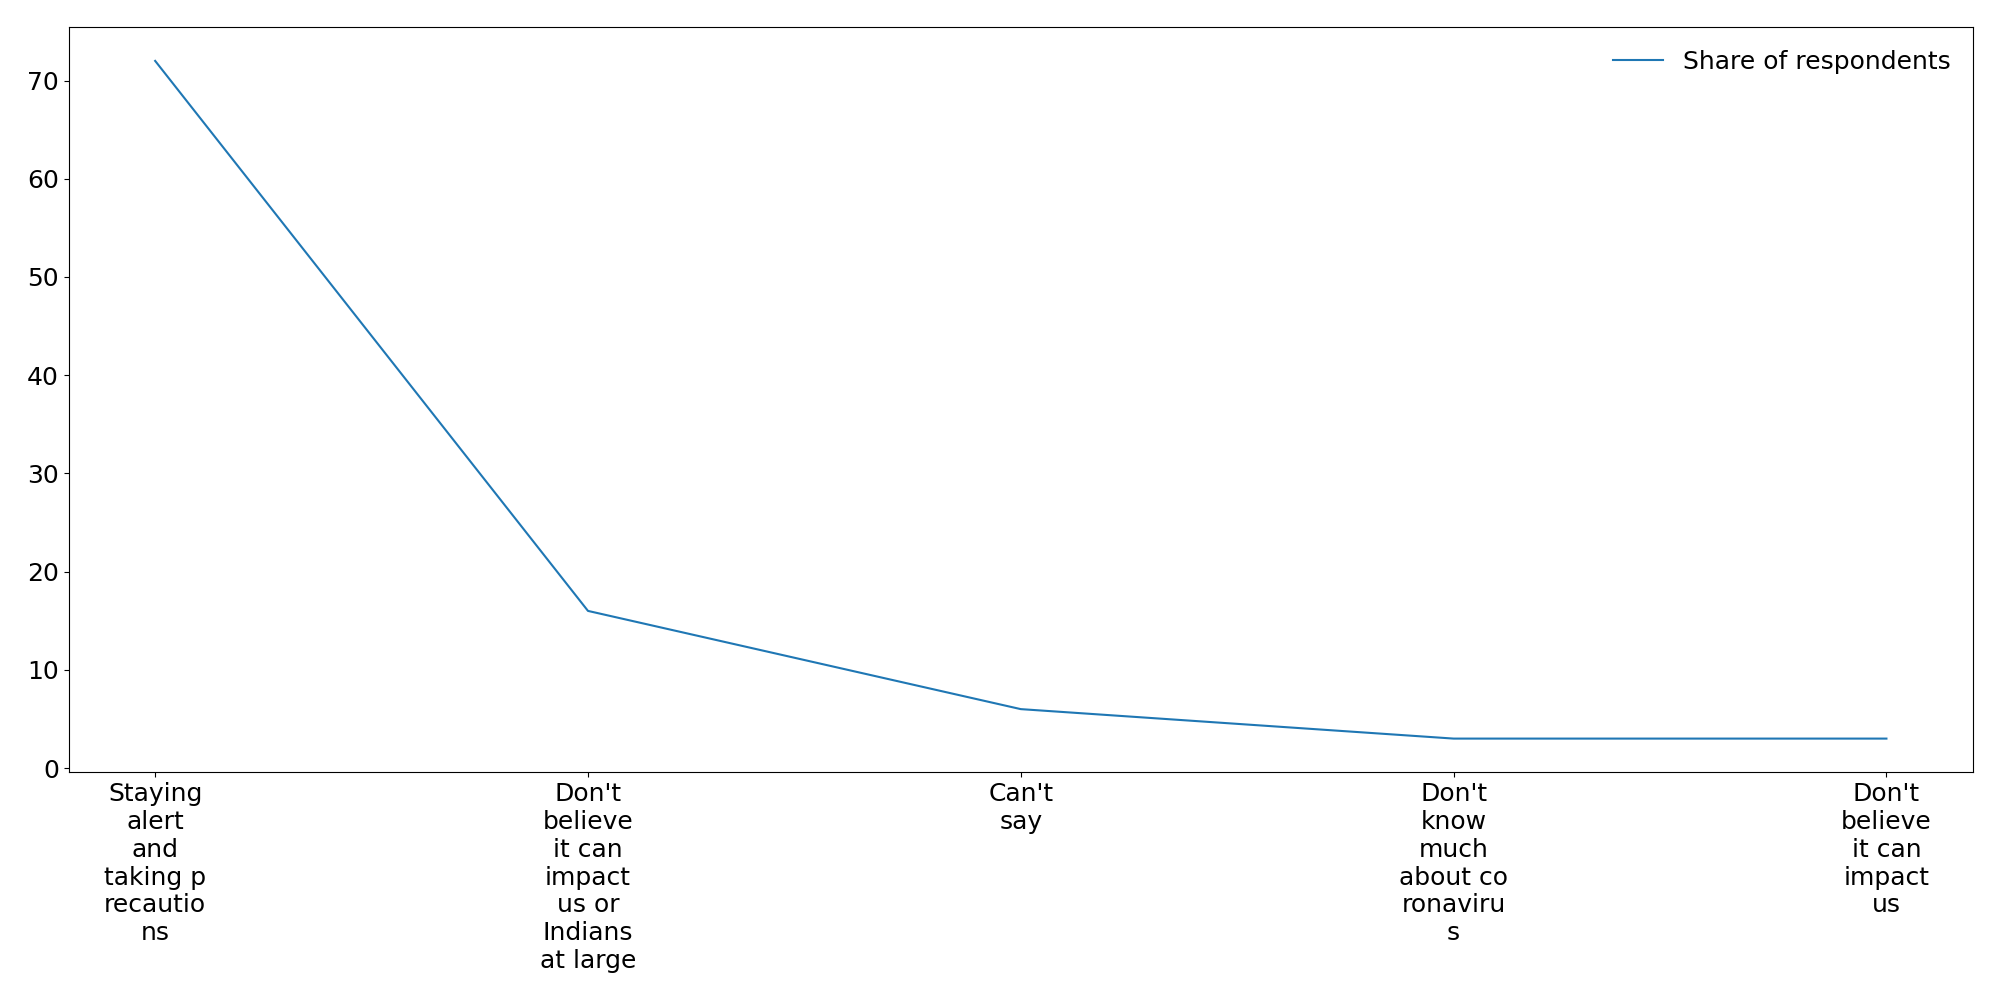 Share of respondents
70
60
50
40
30
20
10
0
Staying
alert
and
taking p
recautio
ns
Don't
believe
it can
impact
us or
Indians
at large
Can't
say
Don't
know
much
about co
ronaviru
s
Don't
believe
it can
impact
us